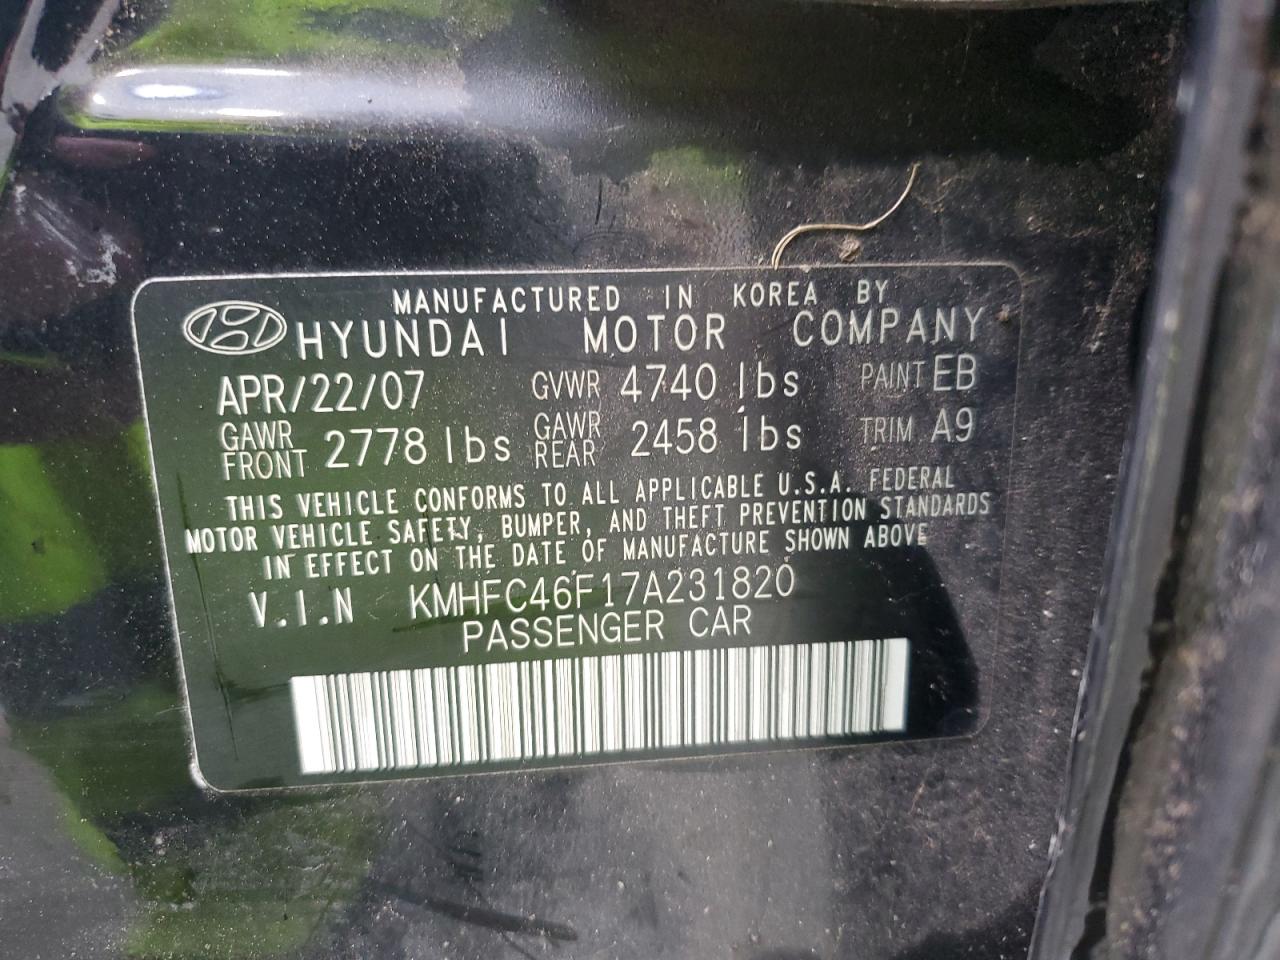 MANUFACTURED IN KOREA BY
HYUNDAI MOTOR COMPANY
APR/22/07 GVWR 4740 lbs PAINT EB
GAWR FRONT 2778 lbs GAWR REAR 2458 lbs TRIM A9
THIS VEHICLE CONFORMS TO ALL APPLICABLE U.S.A. FEDERAL
MOTOR VEHICLE SAFETY, BUMPER, AND THEFT PREVENTION STANDARDS
IN EFFECT ON THE DATE OF MANUFACTURE SHOWN ABOVE
V.I.N KMHFC46F17A231820
PASSENGER CAR